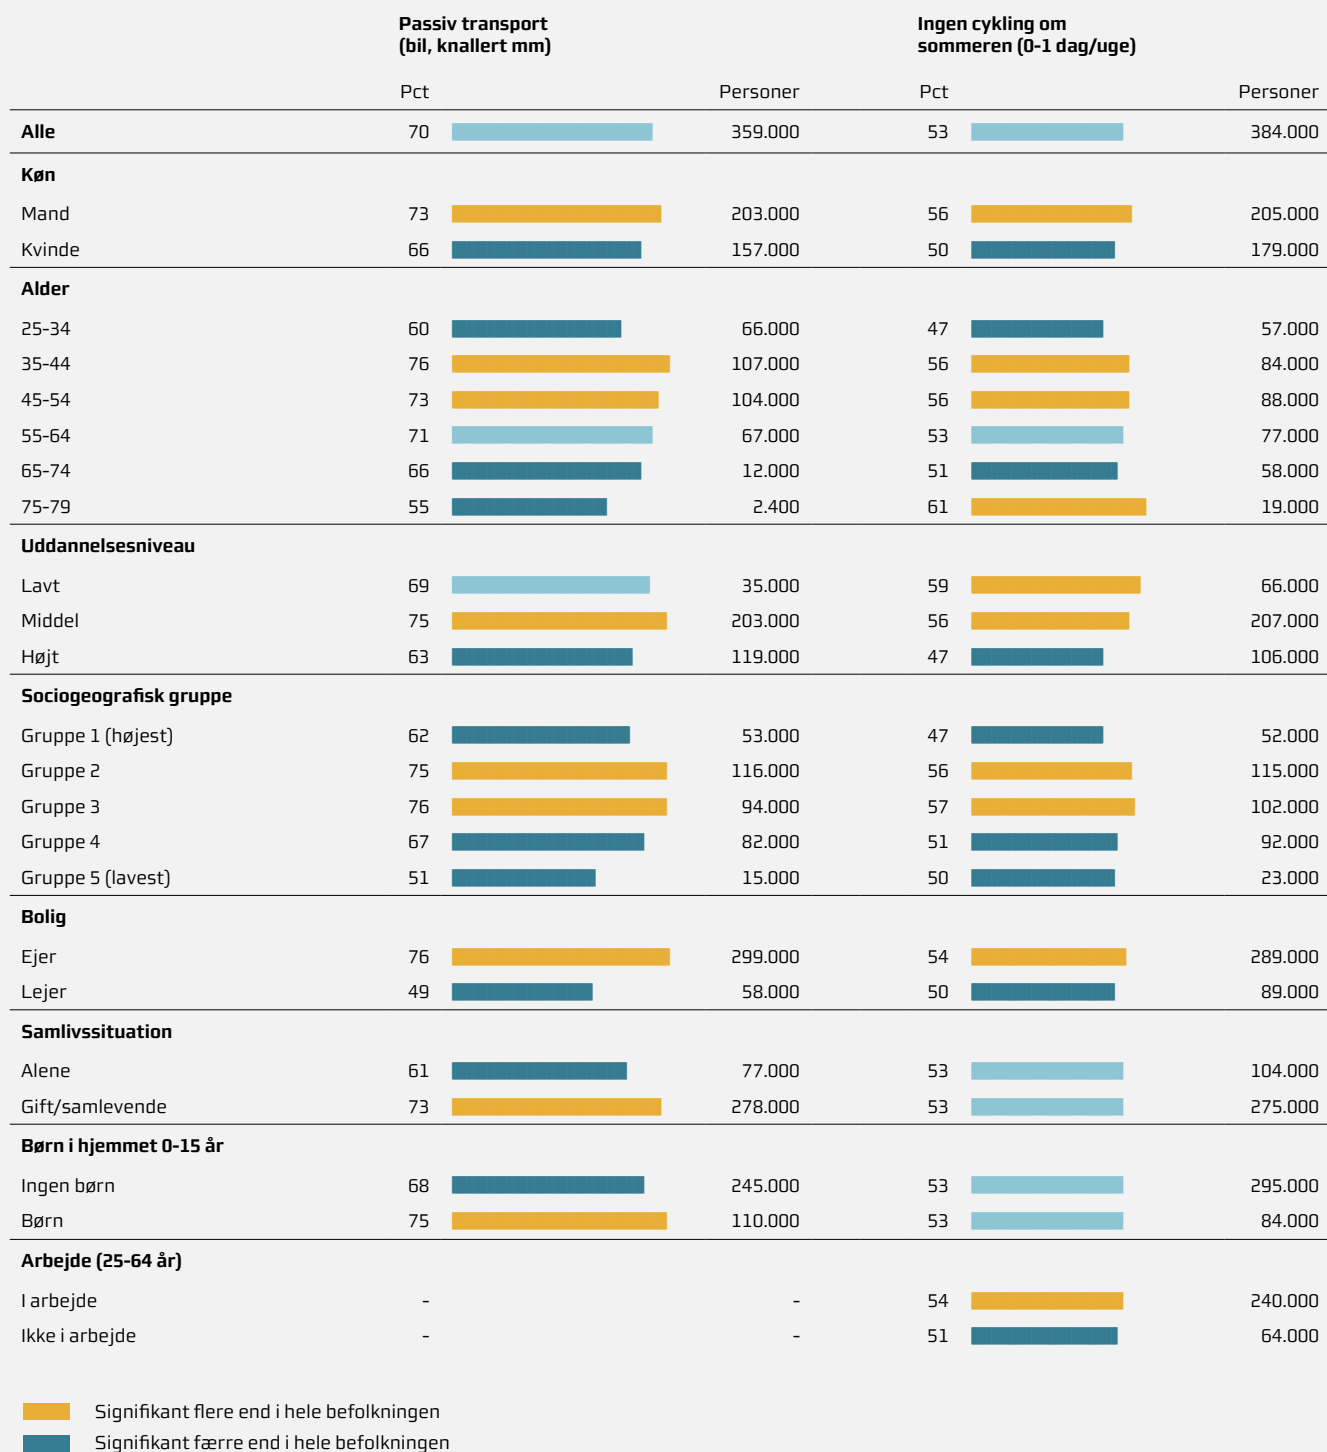 Passiv transport Ingen cykling om
(bil, knallert mm) sommeren (0-1 dag/uge)
Pct Personer Pct Personer
Alle 70 359.000 53 384.000
Køn
Mand 73 203.000 56 205.000
Kvinde 66 157.000 50 179.000
Alder
25-34 60 66.000 47 57.000
35-44 76 107.000 56 84.000
45-54 73 104.000 56 88.000
55-64 71 67.000 53 77.000
65-74 66 12.000 51 58.000
75-79 55 2.400 61 19.000
Uddannelsesniveau
Lavt 69 35.000 59 66.000
Middel 75 203.000 56 207.000
Højt 63 119.000 47 106.000
Sociogeografisk gruppe
Gruppe 1 (højest) 62 53.000 47 52.000
Gruppe 2 75 116.000 56 115.000
Gruppe 3 76 94.000 57 102.000
Gruppe 4 67 82.000 51 92.000
Gruppe 5 (lavest) 51 15.000 50 23.000
Bolig
Ejer 76 299.000 54 289.000
Lejer 49 58.000 50 89.000
Samlivssituation
Alene 61 77.000 53 104.000
Gift/samlevende 73 278.000 53 275.000
Børn i hjemmet 0-15 år
Ingen børn 68 245.000 53 295.000
Børn 75 110.000 53 84.000
Arbejde (25-64 år)
I arbejde - - 54 240.000
Ikke i arbejde - - 51 64.000
Signifikant flere end i hele befolkningen
Signifikant færre end i hele befolkningen